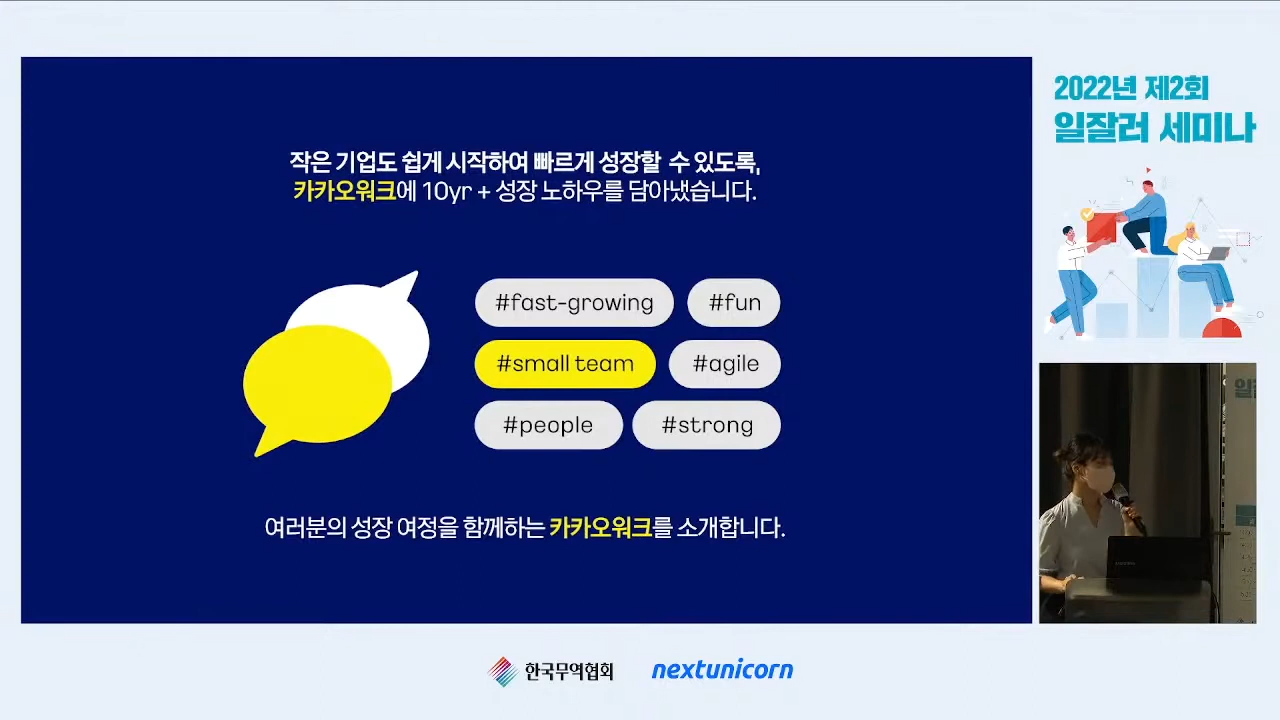 작은 기업도 쉽게 시작하여 빠르게 성장할 수 있도록,
카카오워크에 10yr + 성장 노하우를 담아냈습니다.
#fast-growing #fun
#small team #agile
#people #strong
여러분의 성장 여정을 함께하는 카카오워크를 소개합니다.
2022년 제2회
일잘러 세미나
한국무역협회 nextunicorn